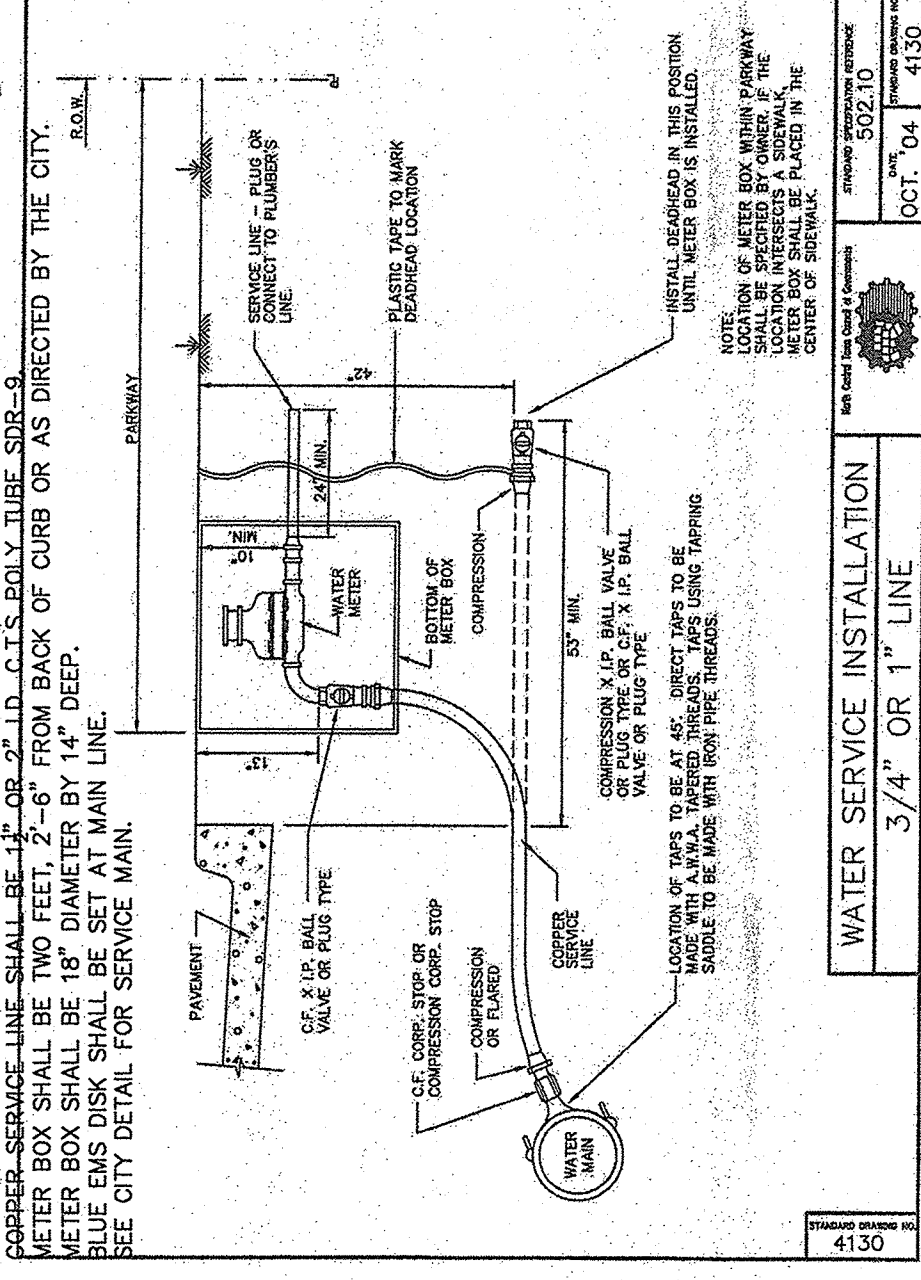 COPPER SERVICE LINE SHALL BE 1 1/2" OR 2" I.D. C.T.S POLY TUBE SDR-9.
METER BOX SHALL BE TWO FEET, 2'-6" FROM BACK OF CURB OR AS DIRECTED BY THE CITY.
METER BOX SHALL BE 18" DIAMETER BY 14" DEEP.
BLUE EMS DISK SHALL BE SET AT MAIN LINE.
SEE CITY DETAIL FOR SERVICE MAIN.
R.O.W.
PARKWAY
PAVEMENT
13"
10"
MIN.
WATER
METER
24" MIN.
SERVICE LINE – PLUG OR
CONNECT TO PLUMBER'S
LINE.
C.F. X I.P. BALL
VALVE OR PLUG TYPE
BOTTOM OF
METER BOX
42"
PLASTIC TAPE TO MARK
DEADHEAD LOCATION
C.F. CORP. STOP OR
COMPRESSION CORP. STOP
COMPRESSION
OR FLARED
COMPRESSION
53" MIN.
COPPER
SERVICE
LINE
COMPRESSION X I.P. BALL VALVE
OR PLUG TYPE OR C.F. X I.P. BALL
VALVE OR PLUG TYPE
INSTALL DEADHEAD IN THIS POSITION
UNTIL METER BOX IS INSTALLED.
WATER
MAIN
LOCATION OF TAPS TO BE AT 45°. DIRECT TAPS TO BE
MADE WITH A.W.W.A. TAPERED THREADS. TAPS USING TAPPING
SADDLE TO BE MADE WITH IRON PIPE THREADS.
NOTE:
LOCATION OF METER BOX WITHIN PARKWAY
SHALL BE SPECIFIED BY OWNER. IF THE
LOCATION INTERSECTS A SIDEWALK,
METER BOX SHALL BE PLACED IN THE
CENTER OF SIDEWALK.
WATER SERVICE INSTALLATION
3/4" OR 1" LINE
North Central Texas Council of Governments
STANDARD SPECIFICATION REFERENCE
502.10
DATE
OCT. '04
STANDARD DRAWING NO.
4130
STANDARD DRAWING NO.
4130